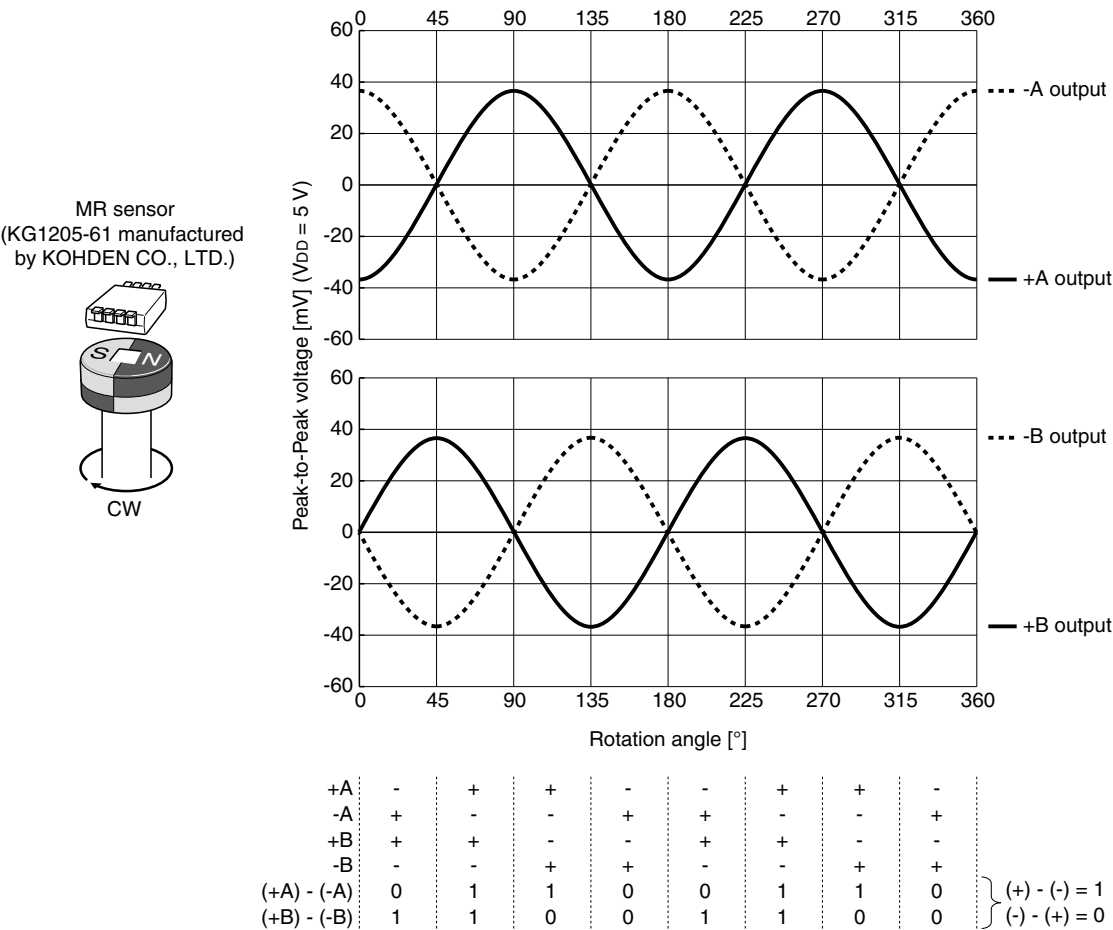 0 45 90 135 180 225 270 315 360
60
40
20
0
-20
-40
-60
-A output
+A output
MR sensor
(KG1205-61 manufactured
by KOHDEN CO., LTD.)
S N
CW
Peak-to-Peak voltage [mV] (VDD = 5 V)
60
40
20
0
-20
-40
-60
-B output
+B output
0 45 90 135 180 225 270 315 360
Rotation angle [°]
+A - + + - - + + -
-A + - - + + - - +
+B + + - - + + - -
-B - - + + - - + +
(+A) - (-A) 0 1 1 0 0 1 1 0 (+) - (-) = 1
(+B) - (-B) 1 1 0 0 1 1 0 0 (-) - (+) = 0